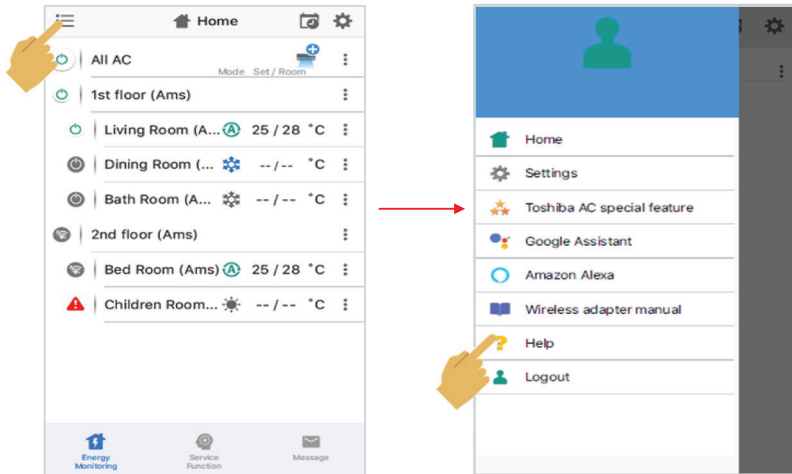 Home
All AC
Mode Set / Room
1st floor (Ams)
Living Room (A... A 25 / 28 °C
Dining Room (... --/-- °C
Bath Room (A... --/-- °C
2nd floor (Ams)
Bed Room (Ams) A 25 / 28 °C
Children Room... --/-- °C
Energy Monitoring
Service Function
Message
Home
Settings
Toshiba AC special feature
Google Assistant
Amazon Alexa
Wireless adapter manual
? Help
Logout